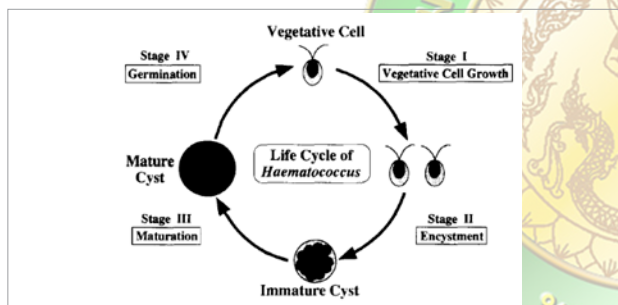 Vegetative Cell
Stage IV
Germination
Stage I
Vegetative Cell Growth
Life Cycle of
Haematococcus
Mature
Cyst
Stage III
Maturation
Stage II
Encystment
Immature Cyst